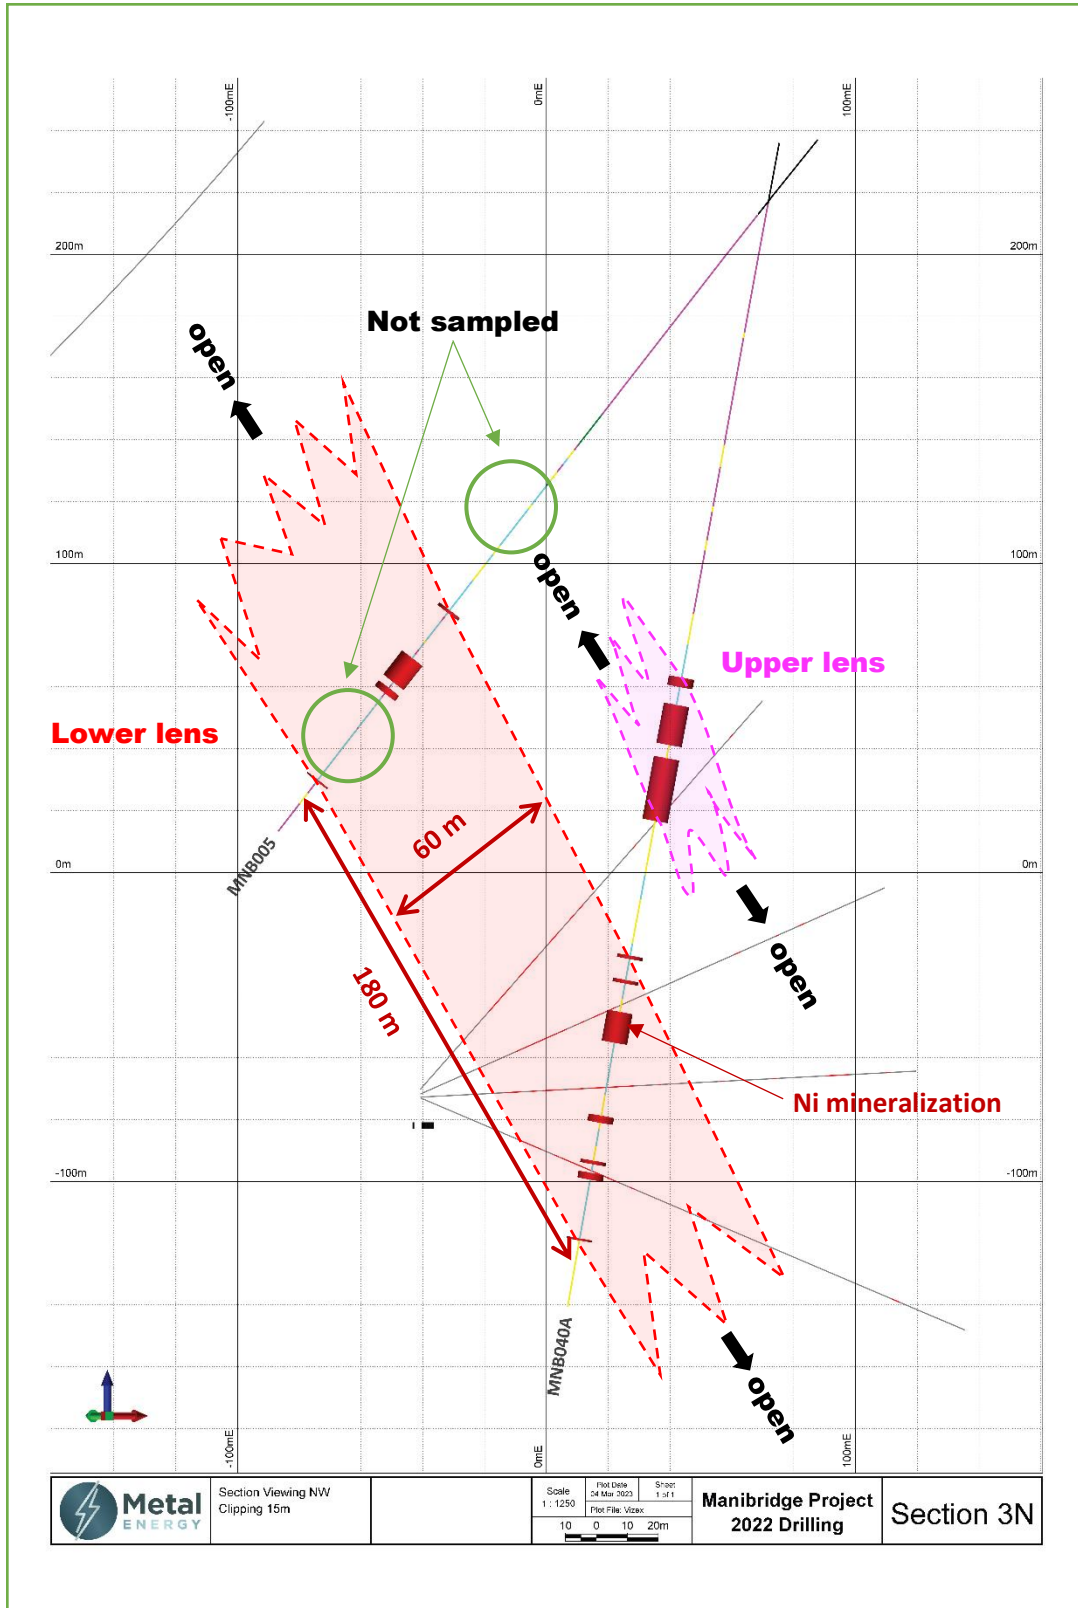 -100mE
0mE
100mE
200m
200m
Not sampled
open
100m
100m
open
Upper lens
Lower lens
60 m
MNB005
0m
0m
open
180 m
Ni mineralization
-100m
-100m
MNB040A
open
-100mE
0mE
100mE
Metal
ENERGY
Section Viewing NW
Clipping 15m
Scale
1 : 1250
Plot Date
04 Mar 2023
Sheet
1 of 1
Plot File: Vizex
10 0 10 20m
Manibridge Project
2022 Drilling
Section 3N